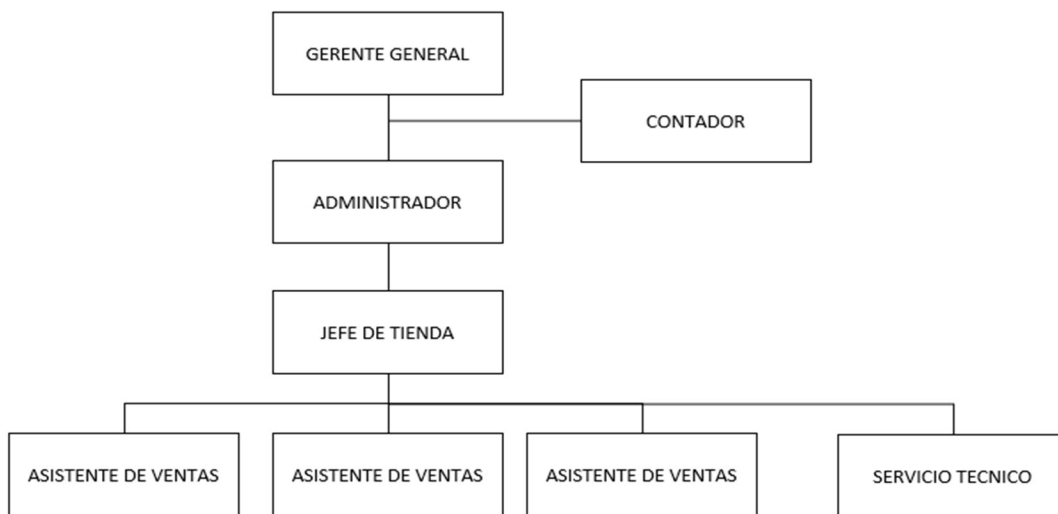 GERENTE GENERAL
CONTADOR
ADMINISTRADOR
JEFE DE TIENDA
ASISTENTE DE VENTAS
ASISTENTE DE VENTAS
ASISTENTE DE VENTAS
SERVICIO TECNICO